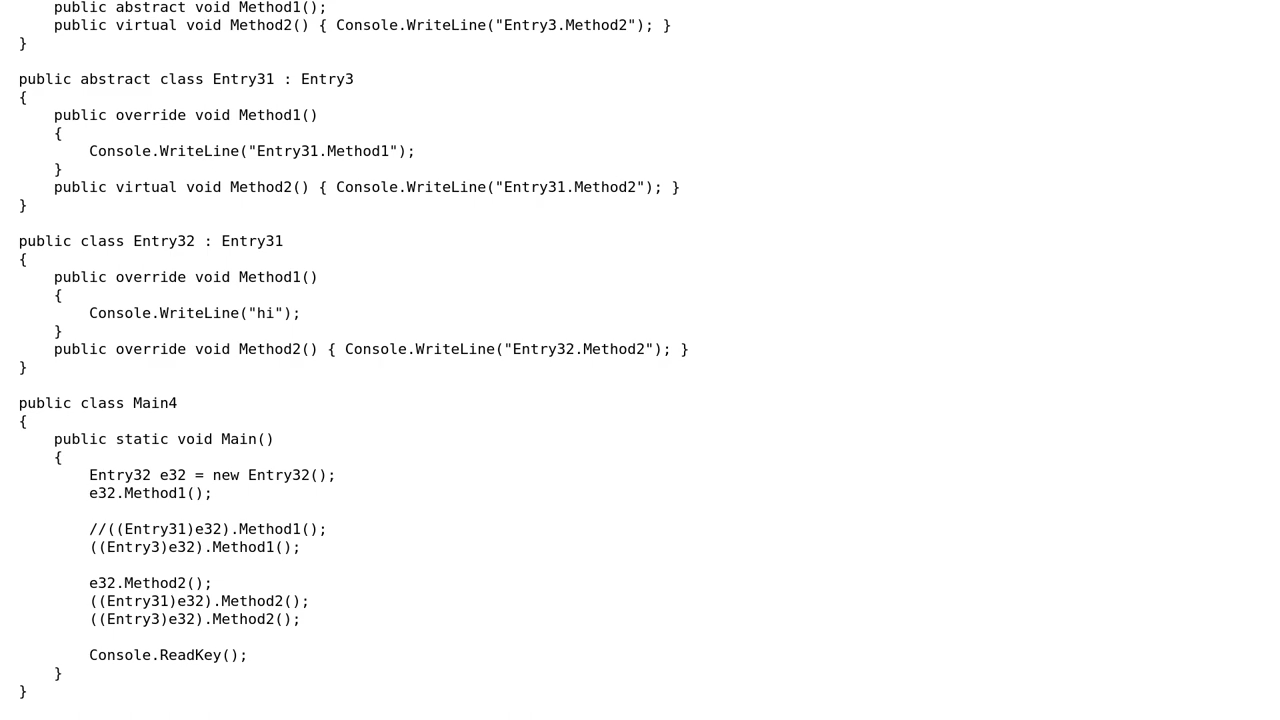 public abstract void Method1();
    public virtual void Method2() { Console.WriteLine("Entry3.Method2"); }
}

public abstract class Entry31 : Entry3
{
    public override void Method1()
    {
        Console.WriteLine("Entry31.Method1");
    }
    public virtual void Method2() { Console.WriteLine("Entry31.Method2"); }
}

public class Entry32 : Entry31
{
    public override void Method1()
    {
        Console.WriteLine("hi");
    }
    public override void Method2() { Console.WriteLine("Entry32.Method2"); }
}

public class Main4
{
    public static void Main()
    {
        Entry32 e32 = new Entry32();
        e32.Method1();

        //((Entry31)e32).Method1();
        ((Entry3)e32).Method1();

        e32.Method2();
        ((Entry31)e32).Method2();
        ((Entry3)e32).Method2();

        Console.ReadKey();
    }
}